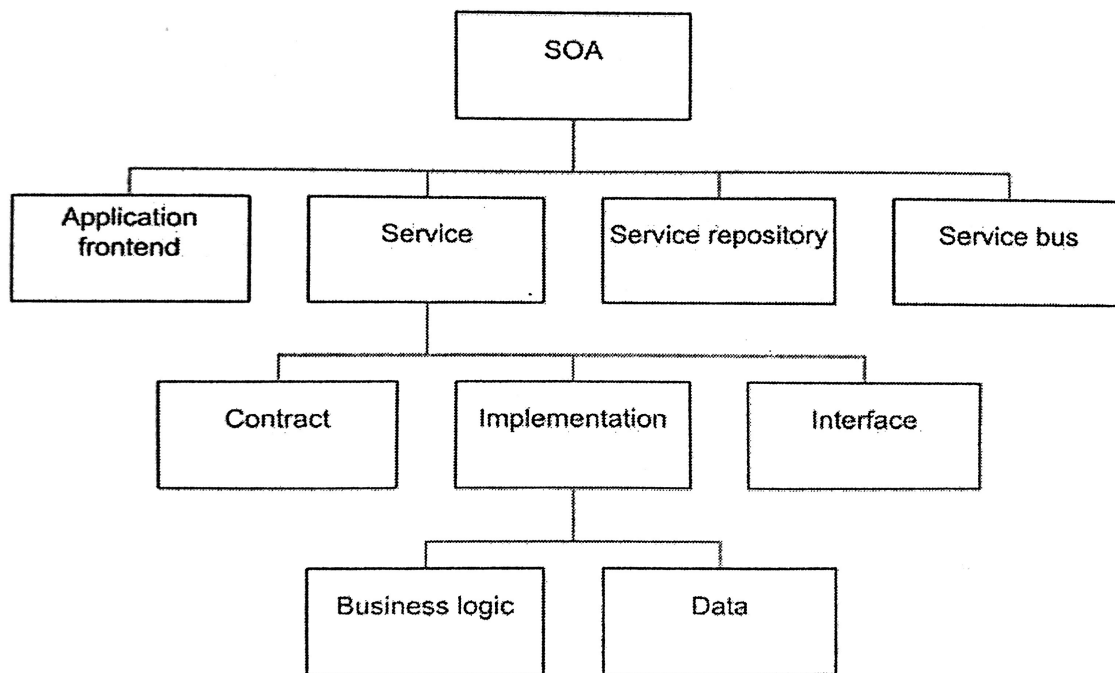 SOA
Application
frontend
Service
Service repository
Service bus
Contract
Implementation
Interface
Business logic
Data